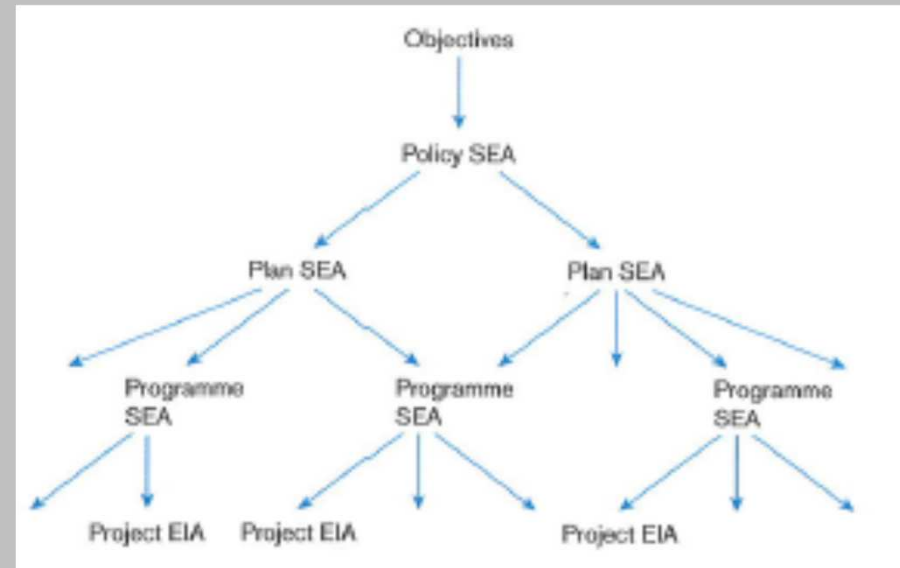 Objectives
Policy SEA
Plan SEA
Plan SEA
Programme
SEA
Programme
SEA
Programme
SEA
Project EIA
Project EIA
Project EIA